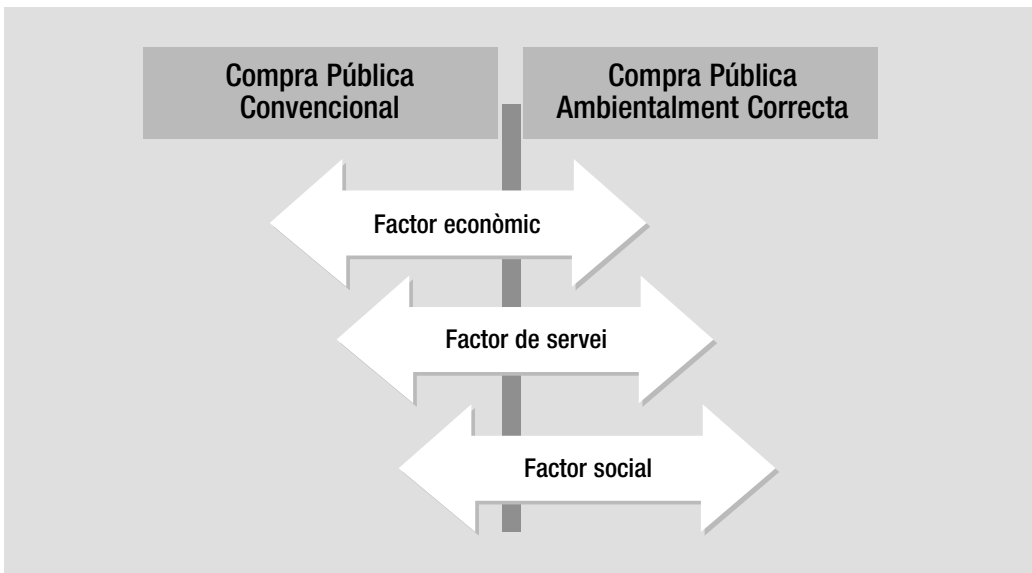 Compra Pública
Convencional
Compra Pública
Ambientalment Correcta
Factor econòmic
Factor de servei
Factor social